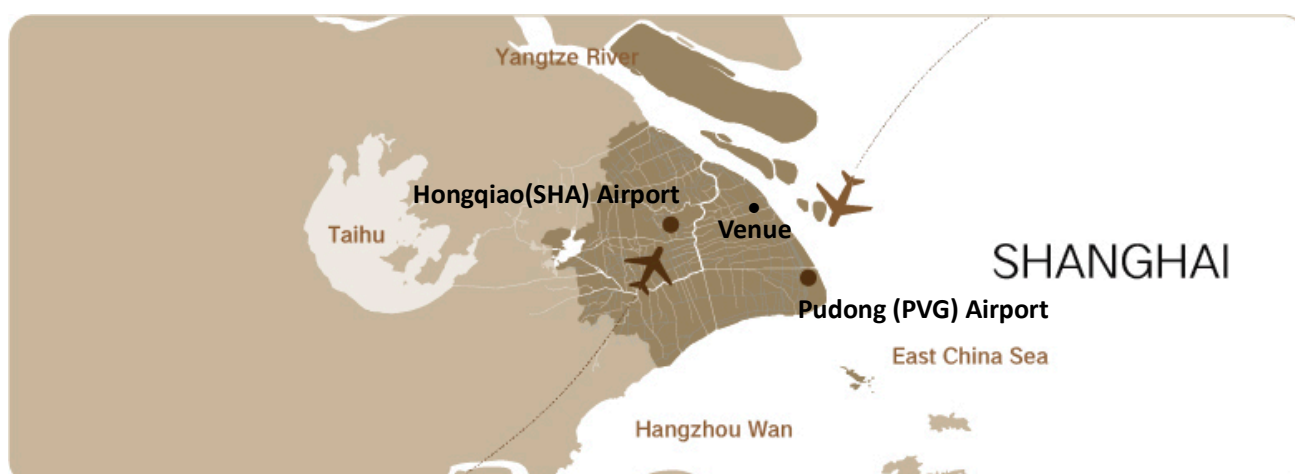 Yangtze River
Hongqiao(SHA) Airport
Taihu
Venue
SHANGHAI
Pudong (PVG) Airport
East China Sea
Hangzhou Wan